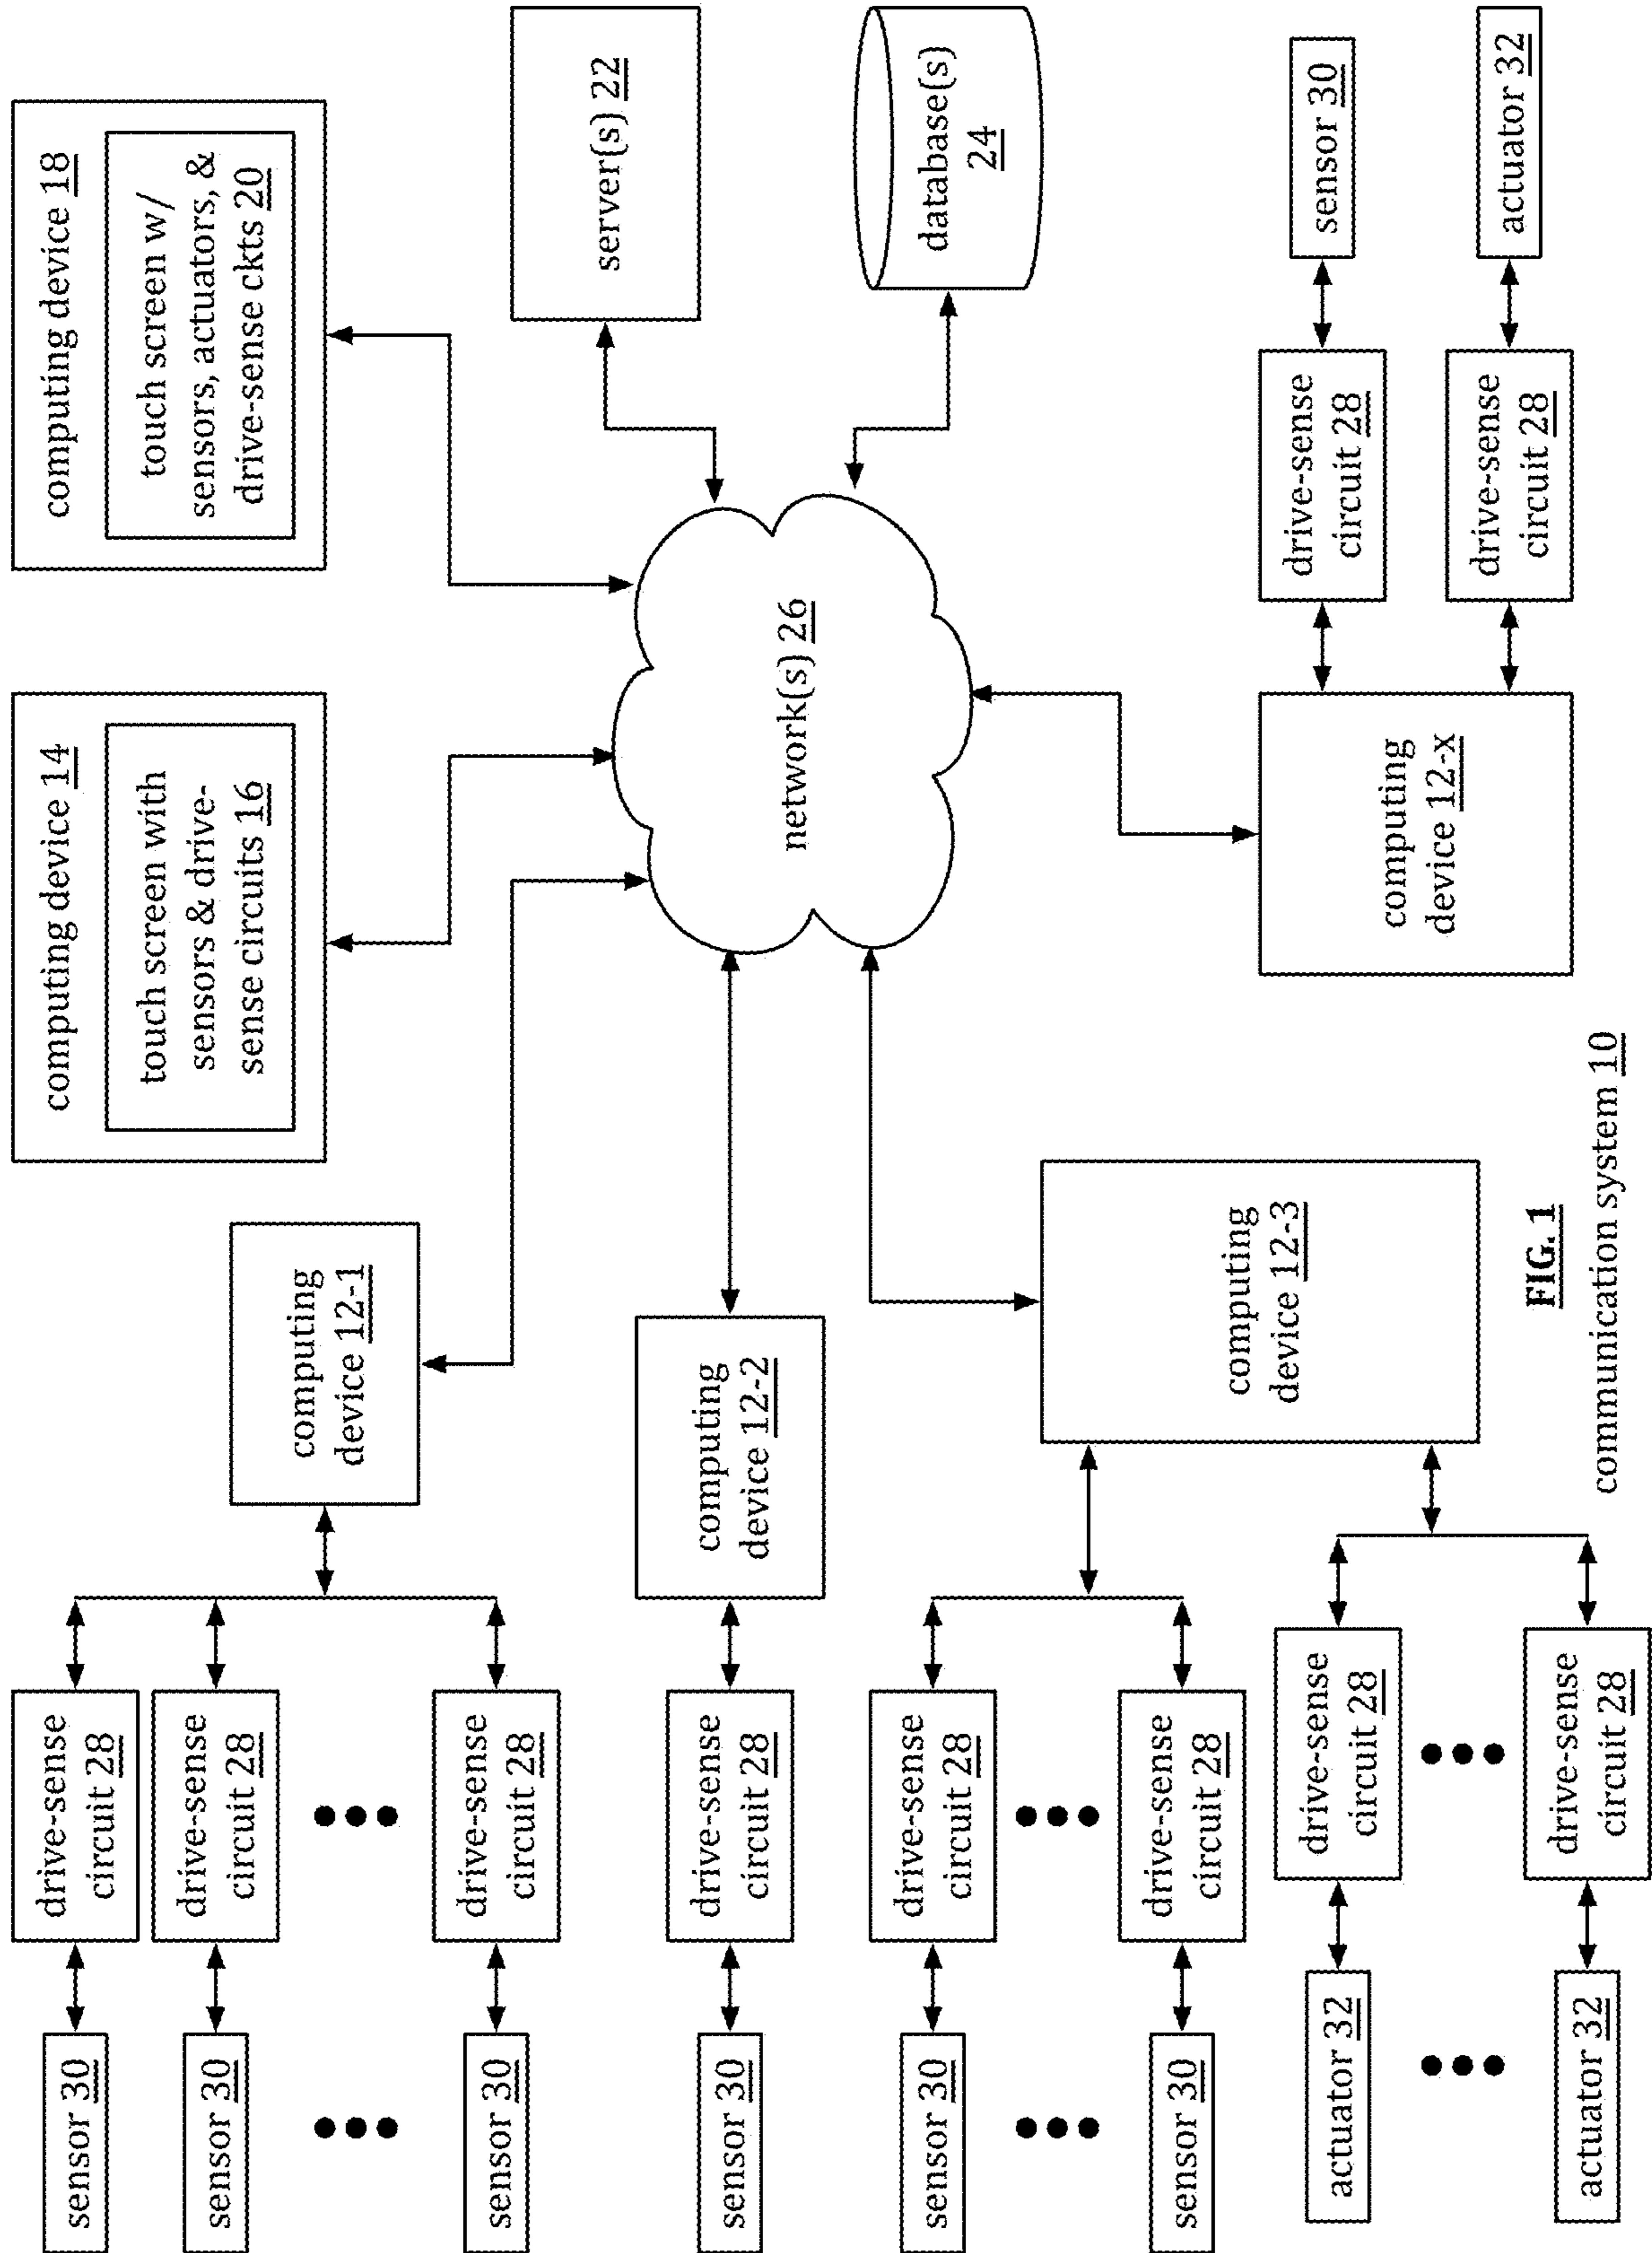 sensor 30
drive-sense
circuit 28
sensor 30
drive-sense
circuit 28
sensor 30
drive-sense
circuit 28
computing
device 12-1
computing device 14
touch screen with
sensors & drive-
sense circuits 16
computing device 18
touch screen w/
sensors, actuators, &
drive-sense ckts 20
sensor 30
drive-sense
circuit 28
computing
device 12-2
network(s) 26
server(s) 22
database(s)
24
sensor 30
drive-sense
circuit 28
sensor 30
drive-sense
circuit 28
computing
device 12-3
actuator 32
drive-sense
circuit 28
actuator 32
drive-sense
circuit 28
computing
device 12-x
drive-sense
circuit 28
sensor 30
drive-sense
circuit 28
actuator 32
FIG. 1
communication system 10